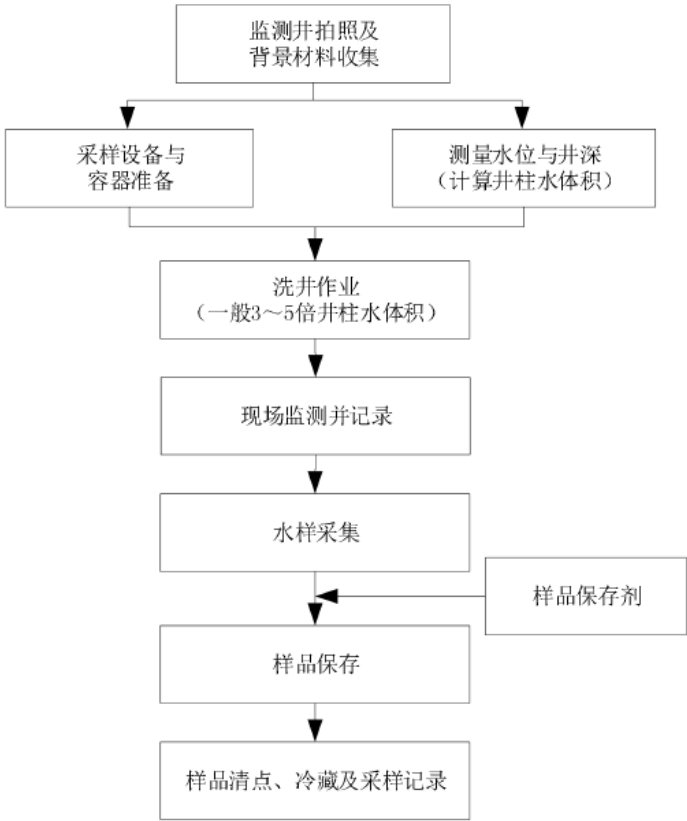 监测井拍照及
背景材料收集
采样设备与
容器准备
测量水位与井深
（计算井柱水体积）
洗井作业
（一般3～5倍井柱水体积）
现场监测并记录
水样采集
样品保存剂
样品保存
样品清点、冷藏及采样记录